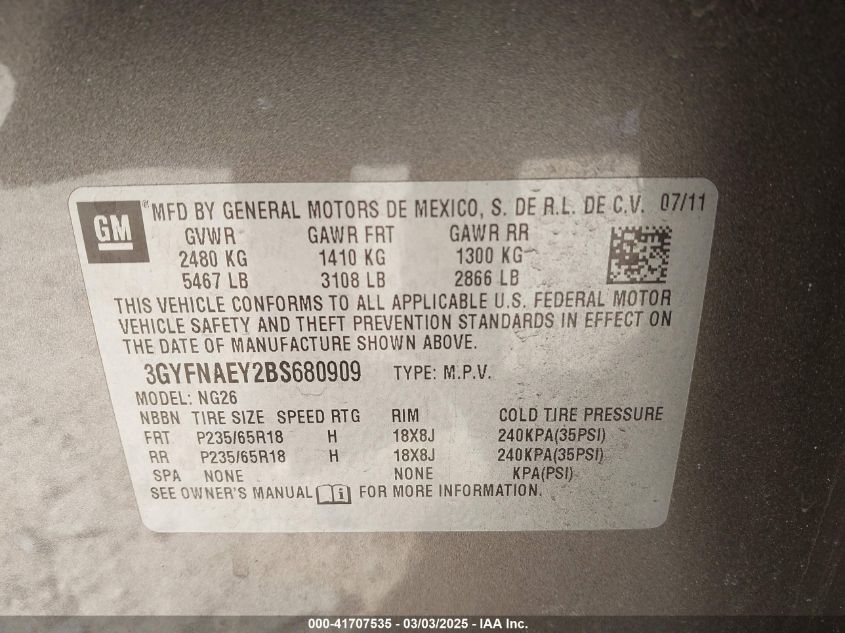 GM ® MFD BY GENERAL MOTORS DE MEXICO, S. DE R.L. DE C.V. 07/11
GVWR GAWR FRT GAWR RR
2480 KG 1410 KG 1300 KG
5467 LB 3108 LB 2866 LB
THIS VEHICLE CONFORMS TO ALL APPLICABLE U.S. FEDERAL MOTOR
VEHICLE SAFETY AND THEFT PREVENTION STANDARDS IN EFFECT ON
THE DATE OF MANUFACTURE SHOWN ABOVE.
3GYFNAEY2BS680909 TYPE: M.P.V.
MODEL: NG26
NBBN TIRE SIZE SPEED RTG RIM COLD TIRE PRESSURE
FRT P235/65R18 H 18X8J 240KPA(35PSI)
RR P235/65R18 H 18X8J 240KPA(35PSI)
SPA NONE NONE KPA(PSI)
SEE OWNER'S MANUAL i FOR MORE INFORMATION.
000-41707535 - 03/03/2025 - IAA Inc.